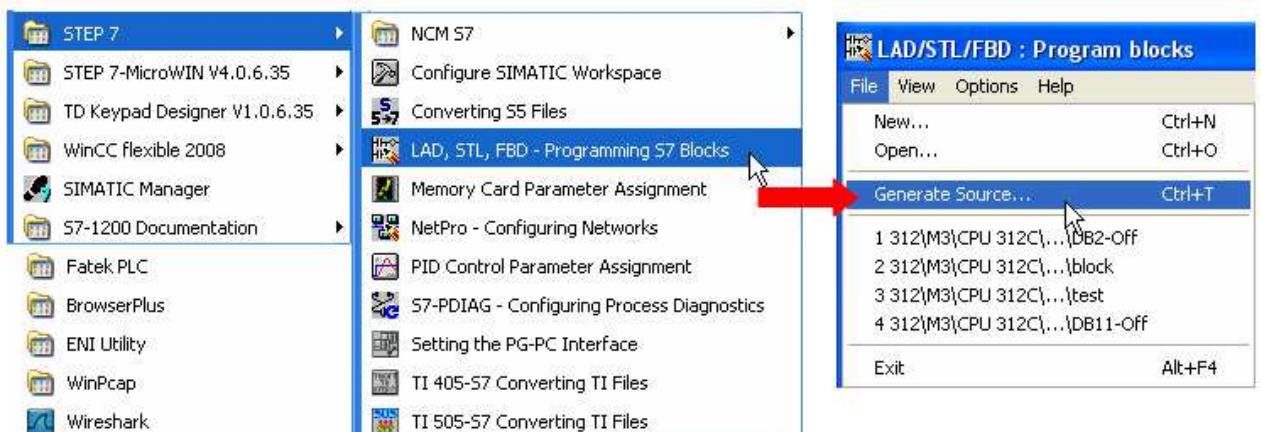 STEP 7
STEP 7-MicroWIN V4.0.6.35
TD Keypad Designer V1.0.6.35
WinCC flexible 2008
SIMATIC Manager
S7-1200 Documentation
Fatek PLC
BrowserPlus
ENI Utility
WinPcap
Wireshark
NCM S7
Configure SIMATIC Workspace
Converting S5 Files
LAD, STL, FBD - Programming S7 Blocks
Memory Card Parameter Assignment
NetPro - Configuring Networks
PID Control Parameter Assignment
S7-PDIAG - Configuring Process Diagnostics
Setting the PG-PC Interface
TI 405-S7 Converting TI Files
TI 505-S7 Converting TI Files
LAD/STL/FBD : Program blocks
File View Options Help
New... Ctrl+N
Open... Ctrl+O
Generate Source... Ctrl+T
1 312\M3\CPU 312C\...\DB2-Off
2 312\M3\CPU 312C\...\block
3 312\M3\CPU 312C\...\test
4 312\M3\CPU 312C\...\DB11-Off
Exit Alt+F4